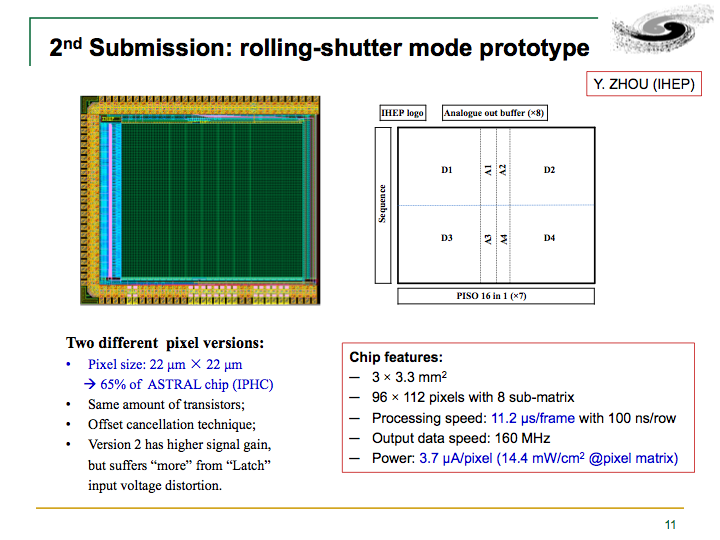 2nd Submission: rolling-shutter mode prototype
Y. ZHOU (IHEP)
IHEP logo
Analogue out buffer (×8)
Sequence
D1
A1
A2
D2
D3
A3
A4
D4
PISO 16 in 1 (×7)
Two different pixel versions:
• Pixel size: 22 μm × 22 μm
→ 65% of ASTRAL chip (IPHC)
• Same amount of transistors;
• Offset cancellation technique;
• Version 2 has higher signal gain,
but suffers “more” from “Latch”
input voltage distortion.
Chip features:
— 3 × 3.3 mm²
— 96 × 112 pixels with 8 sub-matrix
— Processing speed: 11.2 μs/frame with 100 ns/row
— Output data speed: 160 MHz
— Power: 3.7 μA/pixel (14.4 mW/cm² @pixel matrix)
11